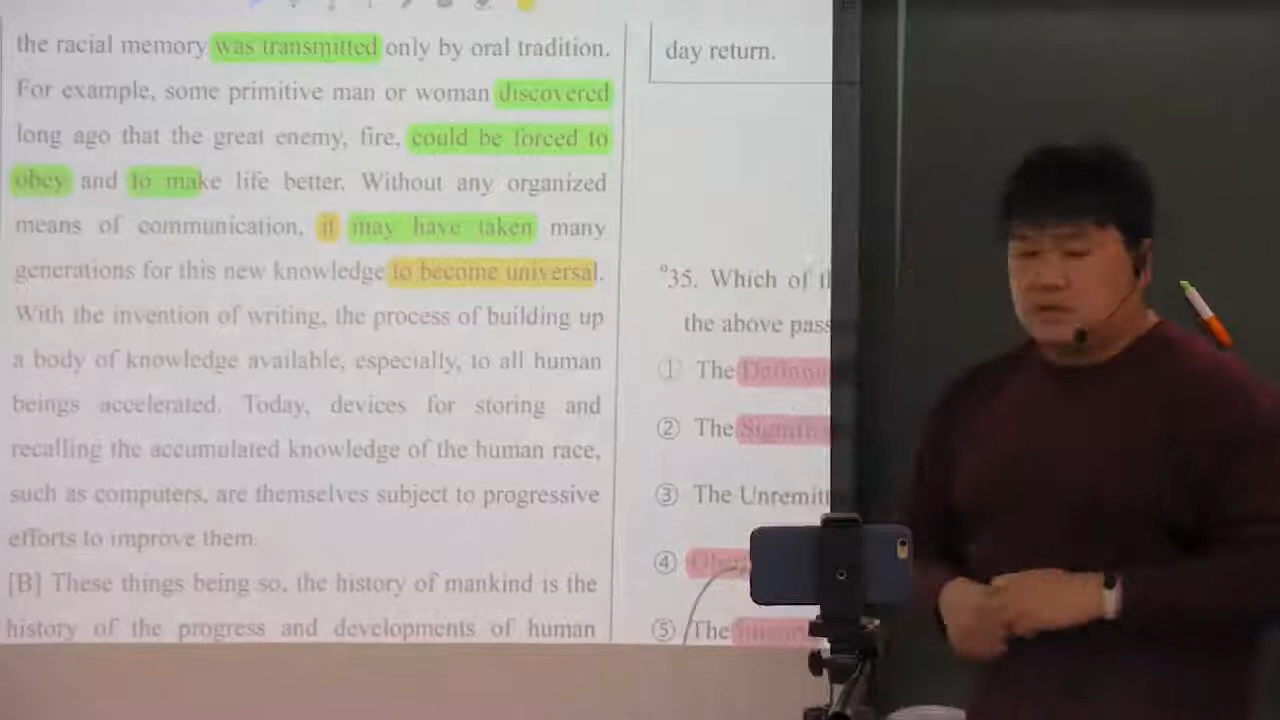 the racial memory was transmitted only by oral tradition.
For example, some primitive man or woman discovered
long ago that the great enemy, fire, could be forced to
obey and to make life better. Without any organized
means of communication, it may have taken many
generations for this new knowledge to become universal.
With the invention of writing, the process of building up
a body of knowledge available, especially, to all human
beings accelerated. Today, devices for storing and
recalling the accumulated knowledge of the human race,
such as computers, are themselves subject to progressive
efforts to improve them.
[B] These things being so, the history of mankind is the
history of the progress and developments of human
day return.
35. Which of
the above pass
① The
② The
③ The Unremit
④
⑤ The